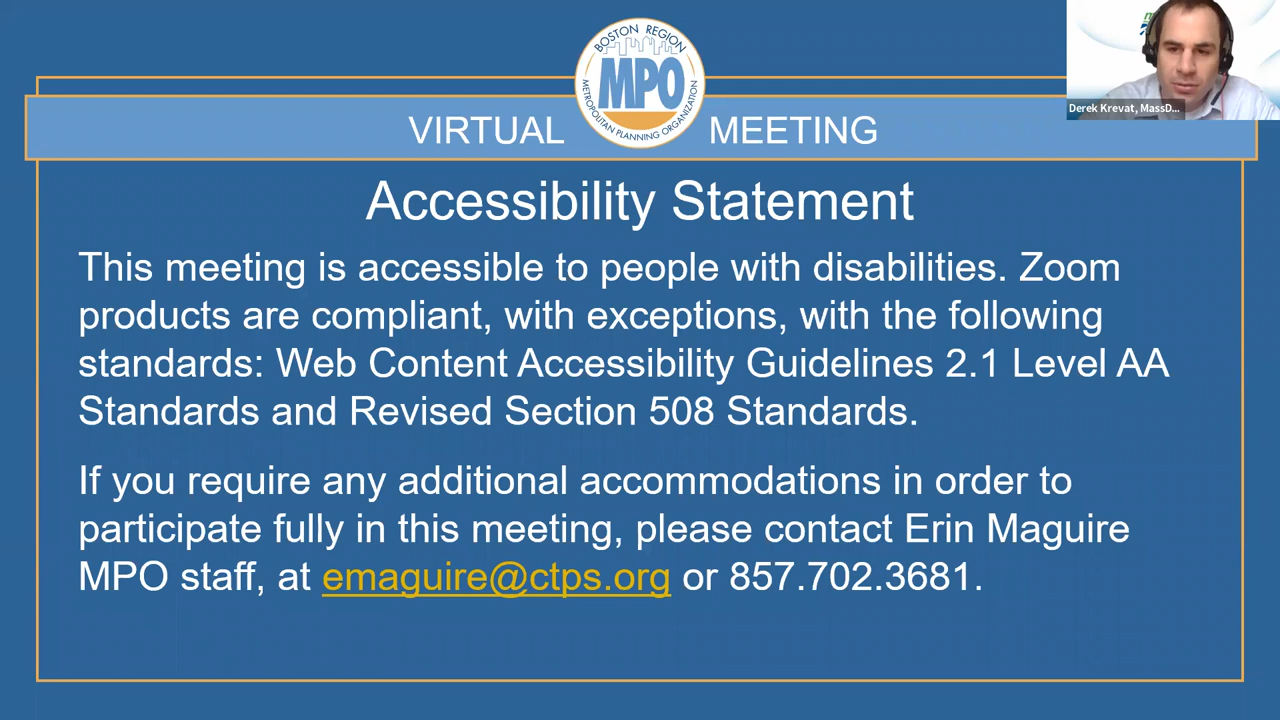 BOSTON REGION
MPO
METROPOLITAN PLANNING ORGANIZATION
VIRTUAL MEETING
Derek Krevat, MassD...
Accessibility Statement
This meeting is accessible to people with disabilities. Zoom
products are compliant, with exceptions, with the following
standards: Web Content Accessibility Guidelines 2.1 Level AA
Standards and Revised Section 508 Standards.
If you require any additional accommodations in order to
participate fully in this meeting, please contact Erin Maguire
MPO staff, at emaguire@ctps.org or 857.702.3681.